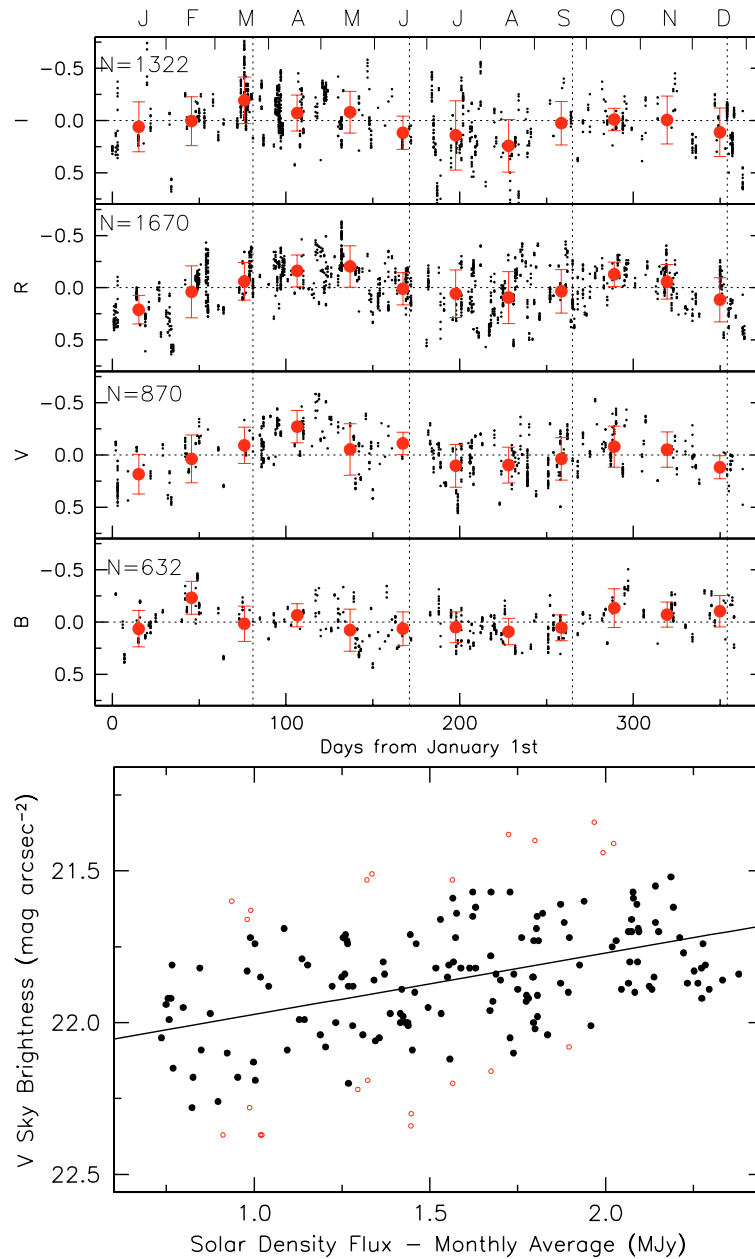 J F M A M J J A S O N D
N=1322
-0.5
0.0
0.5
I
N=1670
-0.5
0.0
0.5
R
N=870
-0.5
0.0
0.5
V
N=632
-0.5
0.0
0.5
B
0 100 200 300
Days from January 1st
21.5
22.0
22.5
V Sky Brightness (mag arcsec⁻²)
1.0 1.5 2.0
Solar Density Flux – Monthly Average (MJy)